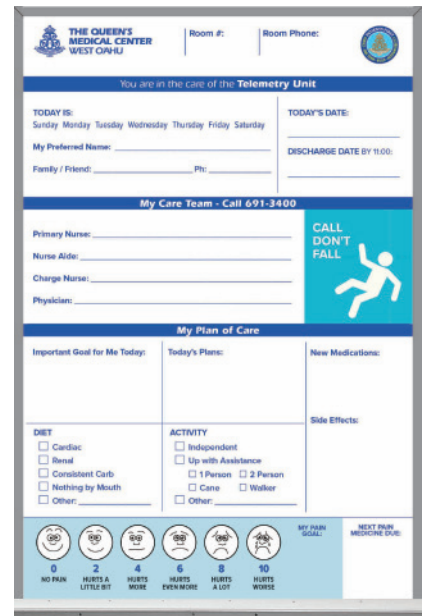 THE QUEEN'S
MEDICAL CENTER
WEST OAHU
Room #:
Room Phone:
You are in the care of the Telemetry Unit
TODAY IS:
Sunday Monday Tuesday Wednesday Thursday Friday Saturday
My Preferred Name:
Family / Friend: Ph:
TODAY'S DATE:
DISCHARGE DATE BY 11:00:
My Care Team - Call 691-3400
Primary Nurse:
Nurse Aide:
Charge Nurse:
Physician:
CALL
DON'T
FALL
My Plan of Care
Important Goal for Me Today:
Today's Plans:
New Medications:
Side Effects:
DIET
Cardiac
Renal
Consistent Carb
Nothing by Mouth
Other:
ACTIVITY
Independent
Up with Assistance
1 Person 2 Person
Cane Walker
Other:
0 2 4 6 8 10
NO PAIN
HURTS A
LITTLE BIT
HURTS
MORE
HURTS
EVEN MORE
HURTS
A LOT
HURTS
WORSE
MY PAIN
GOAL:
NEXT PAIN
MEDICINE DUE: